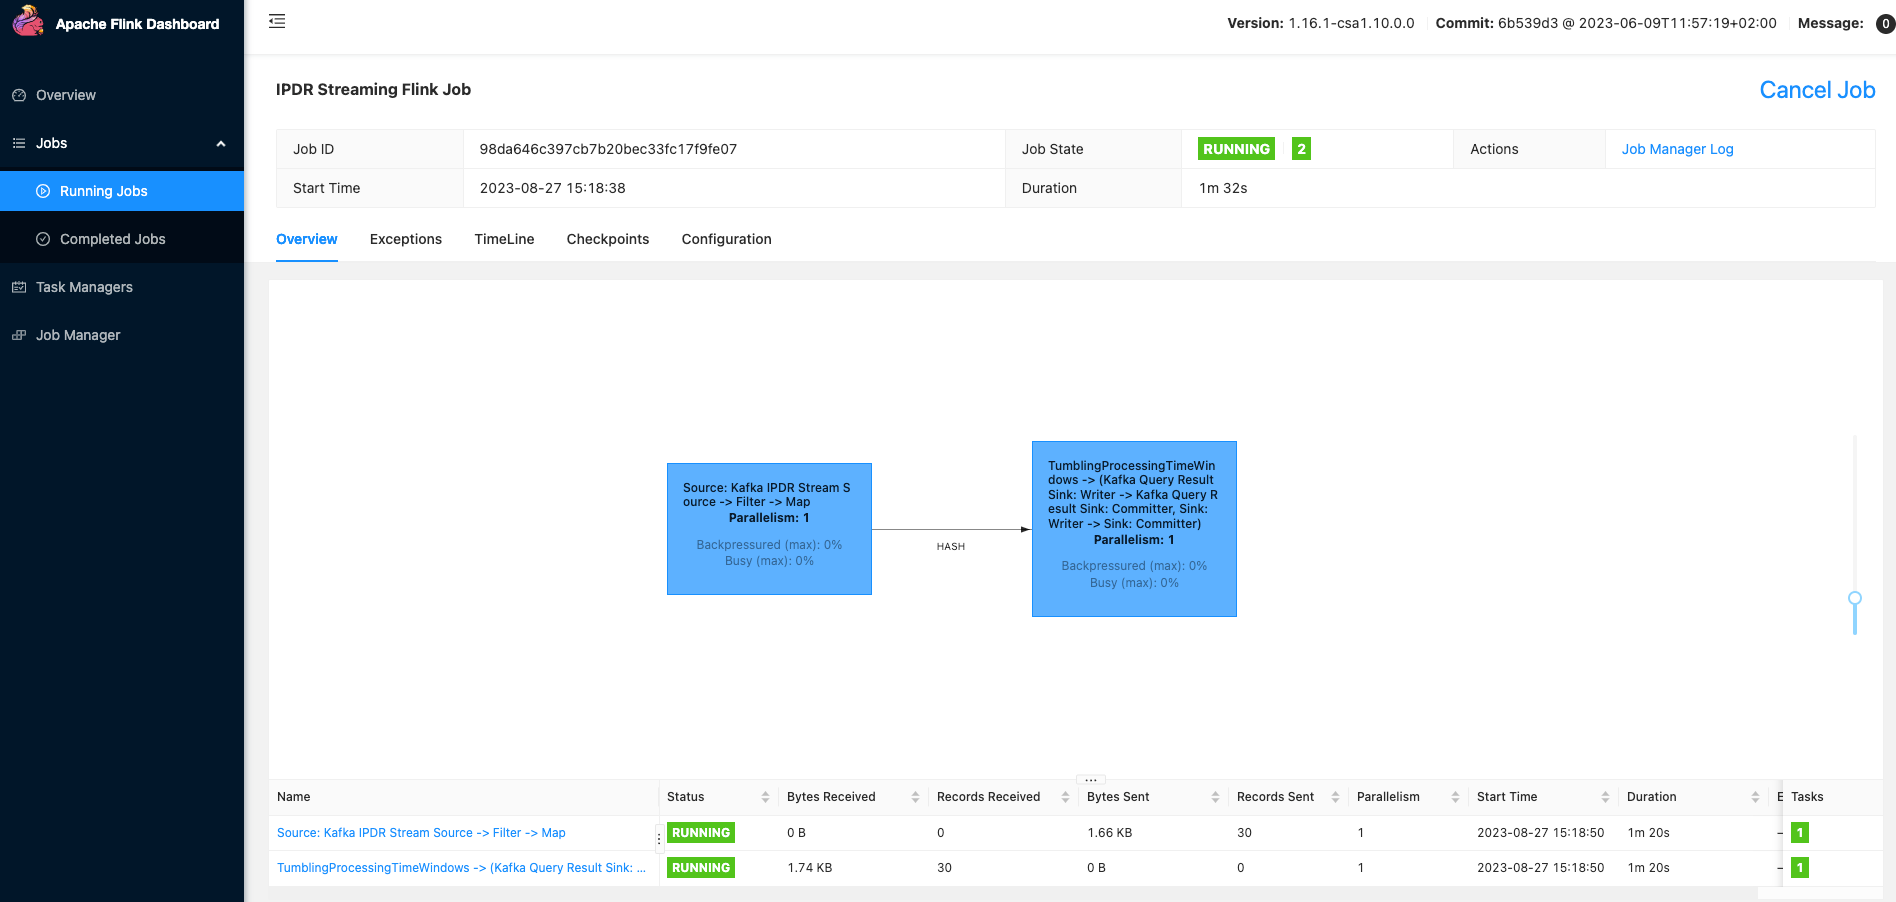 Apache Flink Dashboard
Version: 1.16.1-csa1.10.0.0 Commit: 6b539d3 @ 2023-06-09T11:57:19+02:00 Message: 0
Overview
Jobs
Running Jobs
Completed Jobs
Task Managers
Job Manager
IPDR Streaming Flink Job
Cancel Job
Job ID 98da646c397cb7b20bec33fc17f9fe07 Job State RUNNING 2 Actions Job Manager Log
Start Time 2023-08-27 15:18:38 Duration 1m 32s
Overview Exceptions TimeLine Checkpoints Configuration
Source: Kafka IPDR Stream S
ource -> Filter -> Map
Parallelism: 1
Backpressured (max): 0%
Busy (max): 0%
HASH
TumblingProcessingTimeWin
dows -> (Kafka Query Result
Sink: Writer -> Kafka Query R
esult Sink: Committer, Sink:
Writer -> Sink: Committer)
Parallelism: 1
Backpressured (max): 0%
Busy (max): 0%
Name Status Bytes Received Records Received Bytes Sent Records Sent Parallelism Start Time Duration E Tasks
Source: Kafka IPDR Stream Source -> Filter -> Map RUNNING 0 B 0 1.66 KB 30 1 2023-08-27 15:18:50 1m 20s – 1
TumblingProcessingTimeWindows -> (Kafka Query Result Sink: ... RUNNING 1.74 KB 30 0 B 0 1 2023-08-27 15:18:50 1m 20s – 1